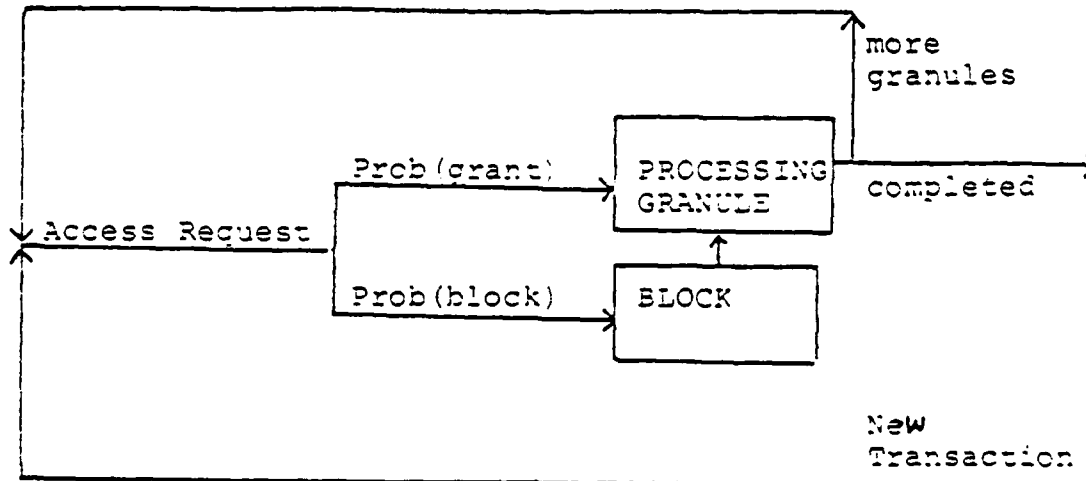 more
granules
Prob(grant)
PROCESSING
GRANULE
completed
Access Request
Prob(block)
BLOCK
New
Transaction